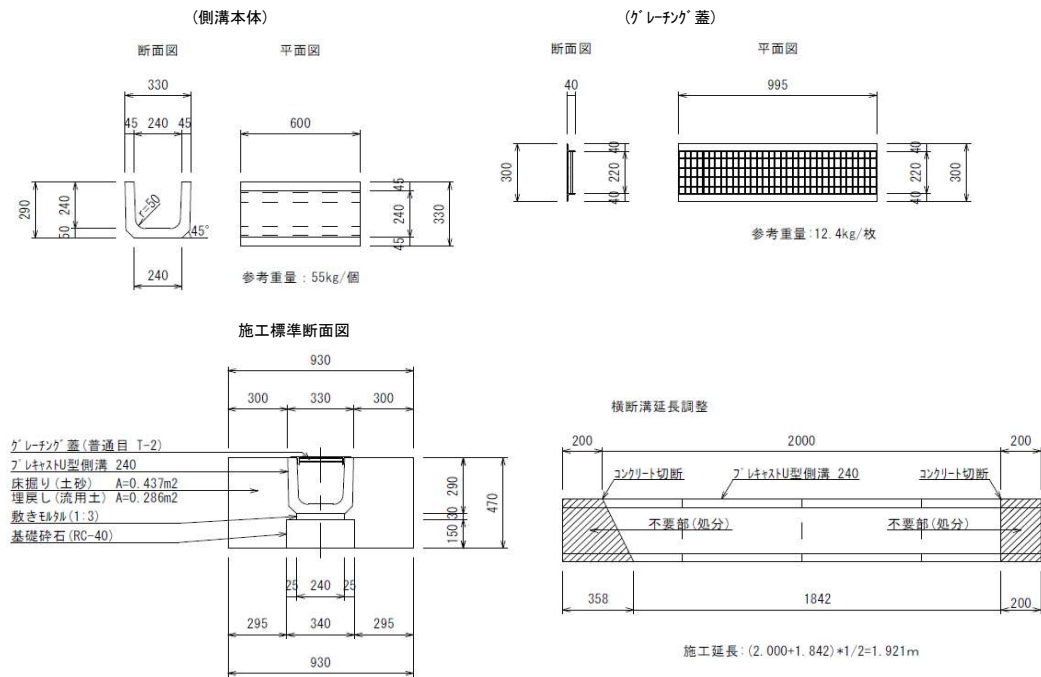 (側溝本体)
断面図
平面図
330
45 240 45
600
290
240
50
r=50
45°
240
45
240
45
330
参考重量：55kg/個
(ｸﾞﾚｰﾁﾝｸﾞ蓋)
断面図
平面図
40
995
300
40
220
40
40
220
40
300
参考重量:12.4kg/枚
施工標準断面図
930
300
330
300
ｸﾞﾚｰﾁﾝｸﾞ蓋(普通目 T-2)
ﾌﾟﾚｷｬｽﾄU型側溝 240
床掘り(土砂) A=0.437m2
埋戻し(流用土) A=0.286m2
敷きﾓﾙﾀﾙ(1:3)
基礎砕石(RC-40)
290
30
150
470
25 240 25
295
340
295
930
横断溝延長調整
200
2000
200
ｺﾝｸﾘｰﾄ切断
ﾌﾟﾚｷｬｽﾄU型側溝 240
ｺﾝｸﾘｰﾄ切断
不要部(処分)
不要部(処分)
358
1842
200
施工延長:(2.000+1.842)*1/2=1.921m